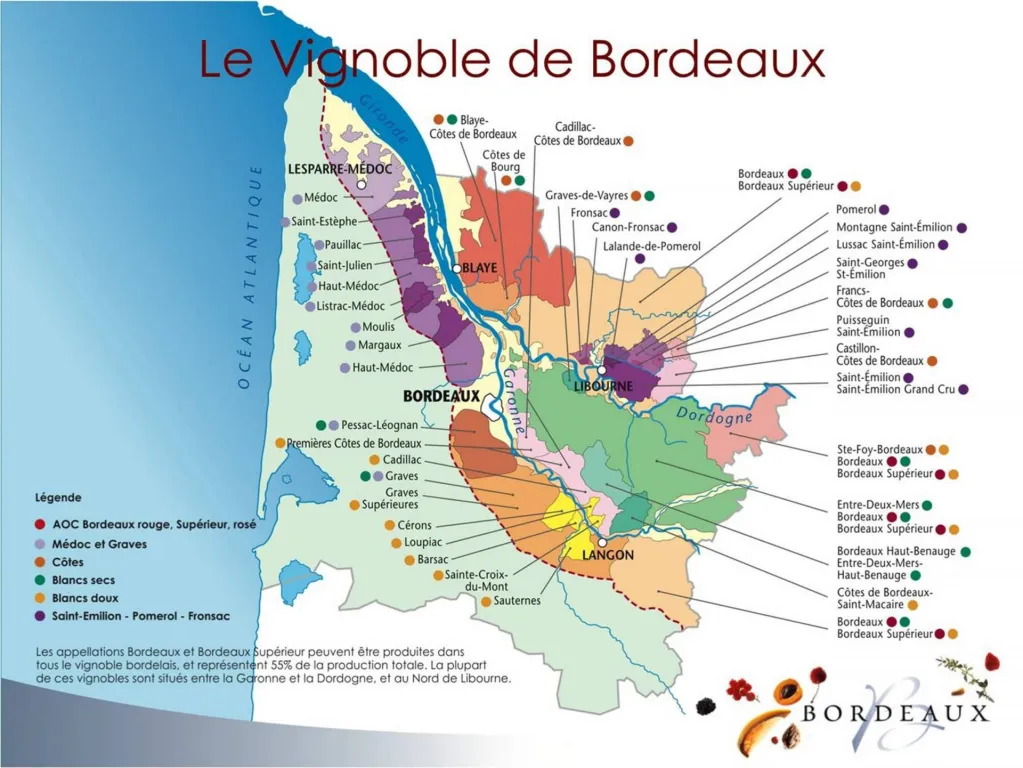 Le Vignoble de Bordeaux
Gironde
OCÉAN ATLANTIQUE
LESPARRE-MÉDOC
Médoc
Saint-Estèphe
Pauillac
Saint-Julien
Haut-Médoc
Listrac-Médoc
Moulis
Margaux
Haut-Médoc
BORDEAUX
Pessac-Léognan
Premières Côtes de Bordeaux
Cadillac
Graves
Graves
Supérieures
Cérons
Loupiac
Barsac
Sainte-Croix-
du-Mont
Sauternes
Blaye-
Côtes de Bordeaux
Côtes de
Bourg
Cadillac-
Côtes de Bordeaux
Graves-de-Vayres
Fronsac
Canon-Fronsac
Lalande-de-Pomerol
BLAYE
LIBOURNE
Garonne
Dordogne
LANGON
Bordeaux
Bordeaux Supérieur
Pomerol
Montagne Saint-Émilion
Lussac Saint-Émilion
Saint-Georges
St-Émilion
Francs-
Côtes de Bordeaux
Puisseguin
Saint-Émilion
Castillon-
Côtes de Bordeaux
Saint-Émilion
Saint-Émilion Grand Cru
Ste-Foy-Bordeaux
Bordeaux
Bordeaux Supérieur
Entre-Deux-Mers
Bordeaux
Bordeaux Supérieur
Bordeaux Haut-Benauge
Entre-Deux-Mers-
Haut-Benauge
Côtes de Bordeaux-
Saint-Macaire
Bordeaux
Bordeaux Supérieur
Légende
AOC Bordeaux rouge, Supérieur, rosé
Médoc et Graves
Côtes
Blancs secs
Blancs doux
Saint-Emilion - Pomerol - Fronsac
Les appellations Bordeaux et Bordeaux Supérieur peuvent être produites dans
tous le vignoble bordelais, et représentent 55% de la production totale. La plupart
de ces vignobles sont situés entre la Garonne et la Dordogne, et au Nord de Libourne.
B
BORDEAUX